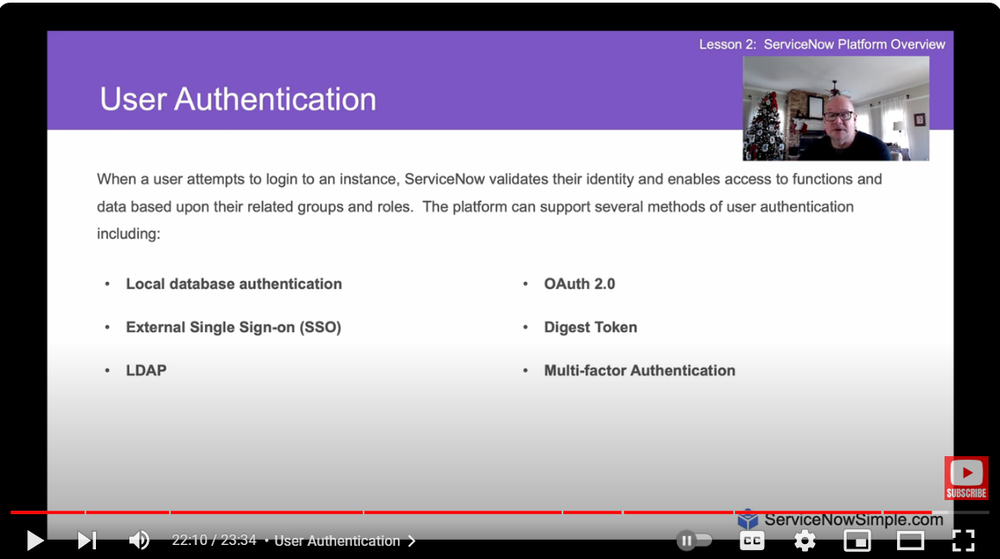 Lesson 2:  ServiceNow Platform Overview
User Authentication
When a user attempts to login to an instance, ServiceNow validates their identity and enables access to functions and
data based upon their related groups and roles.  The platform can support several methods of user authentication
including:
• Local database authentication
• External Single Sign-on (SSO)
• LDAP
• OAuth 2.0
• Digest Token
• Multi-factor Authentication
SUBSCRIBE
ServiceNowSimple.com
22:10 / 23:34 • User Authentication
CC